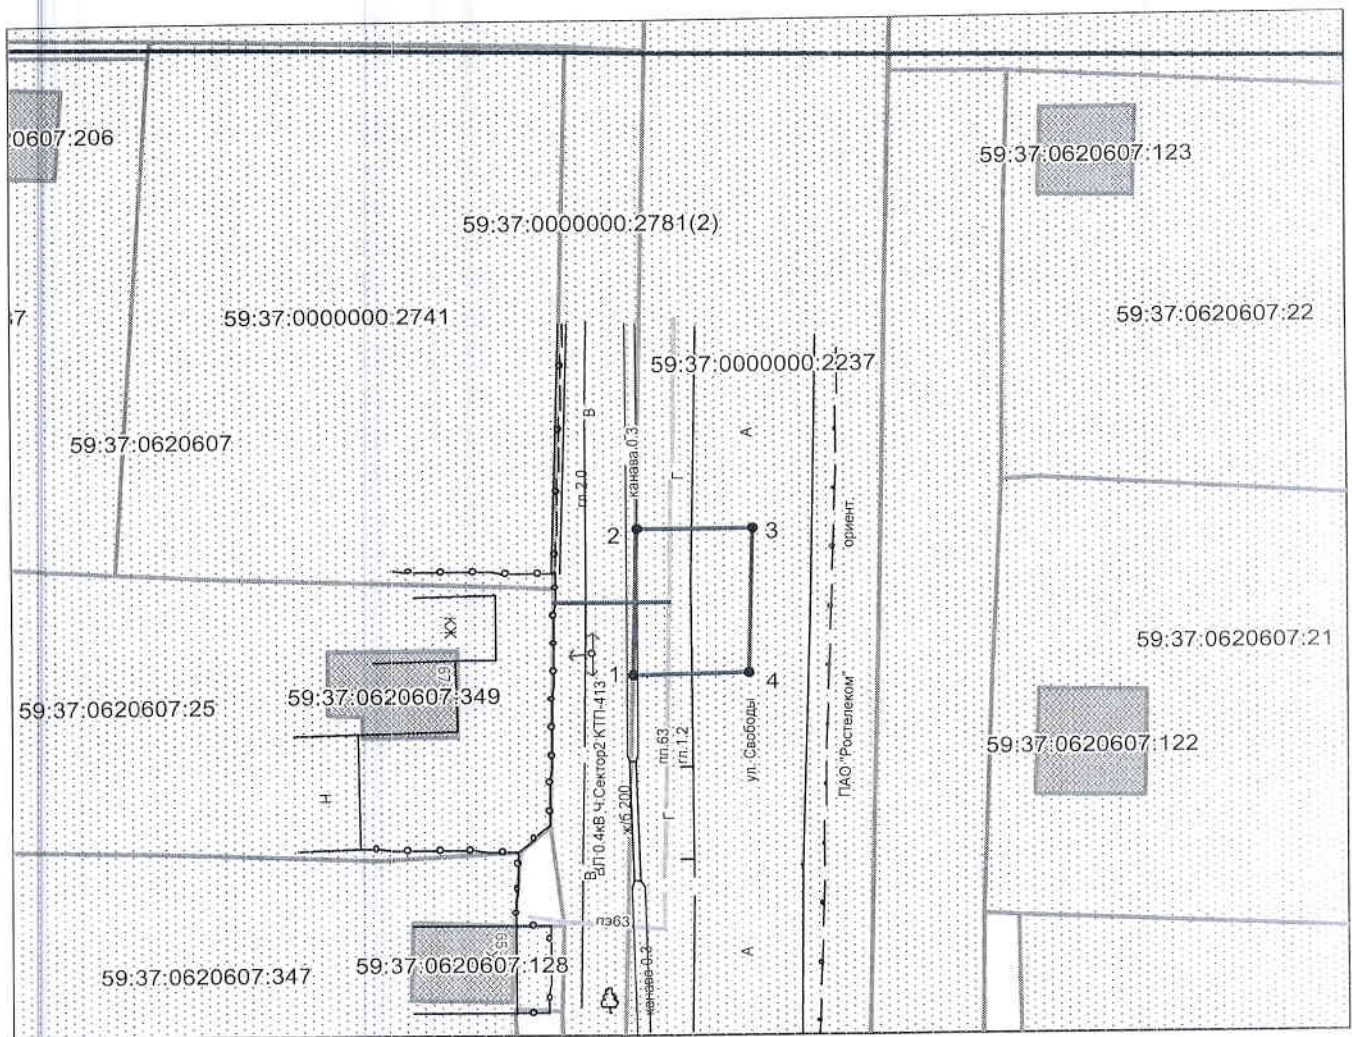 0607:206
59:37:0620607:123
59:37:0000000:2781(2)
59:37:0000000:2741
59:37:0620607:22
59:37:0000000:2237
59:37:0620607
В
канава.0.3
А
Г
гл.2.0
2
3
ориент.
КЖ
67
59:37:0620607:21
59:37:0620607:349
59:37:0620607:25
1
4
ВЛ 0.4кВ Ч.Сектор2 КТП-413
ул. Свободы
ПАО "Ростелеком"
59:37:0620607:122
пл.63
гл.1.2
ж/б.200
Н
Г
В
пэ63
65
59:37:0620607:347
59:37:0620607:128
канава 0.3
А